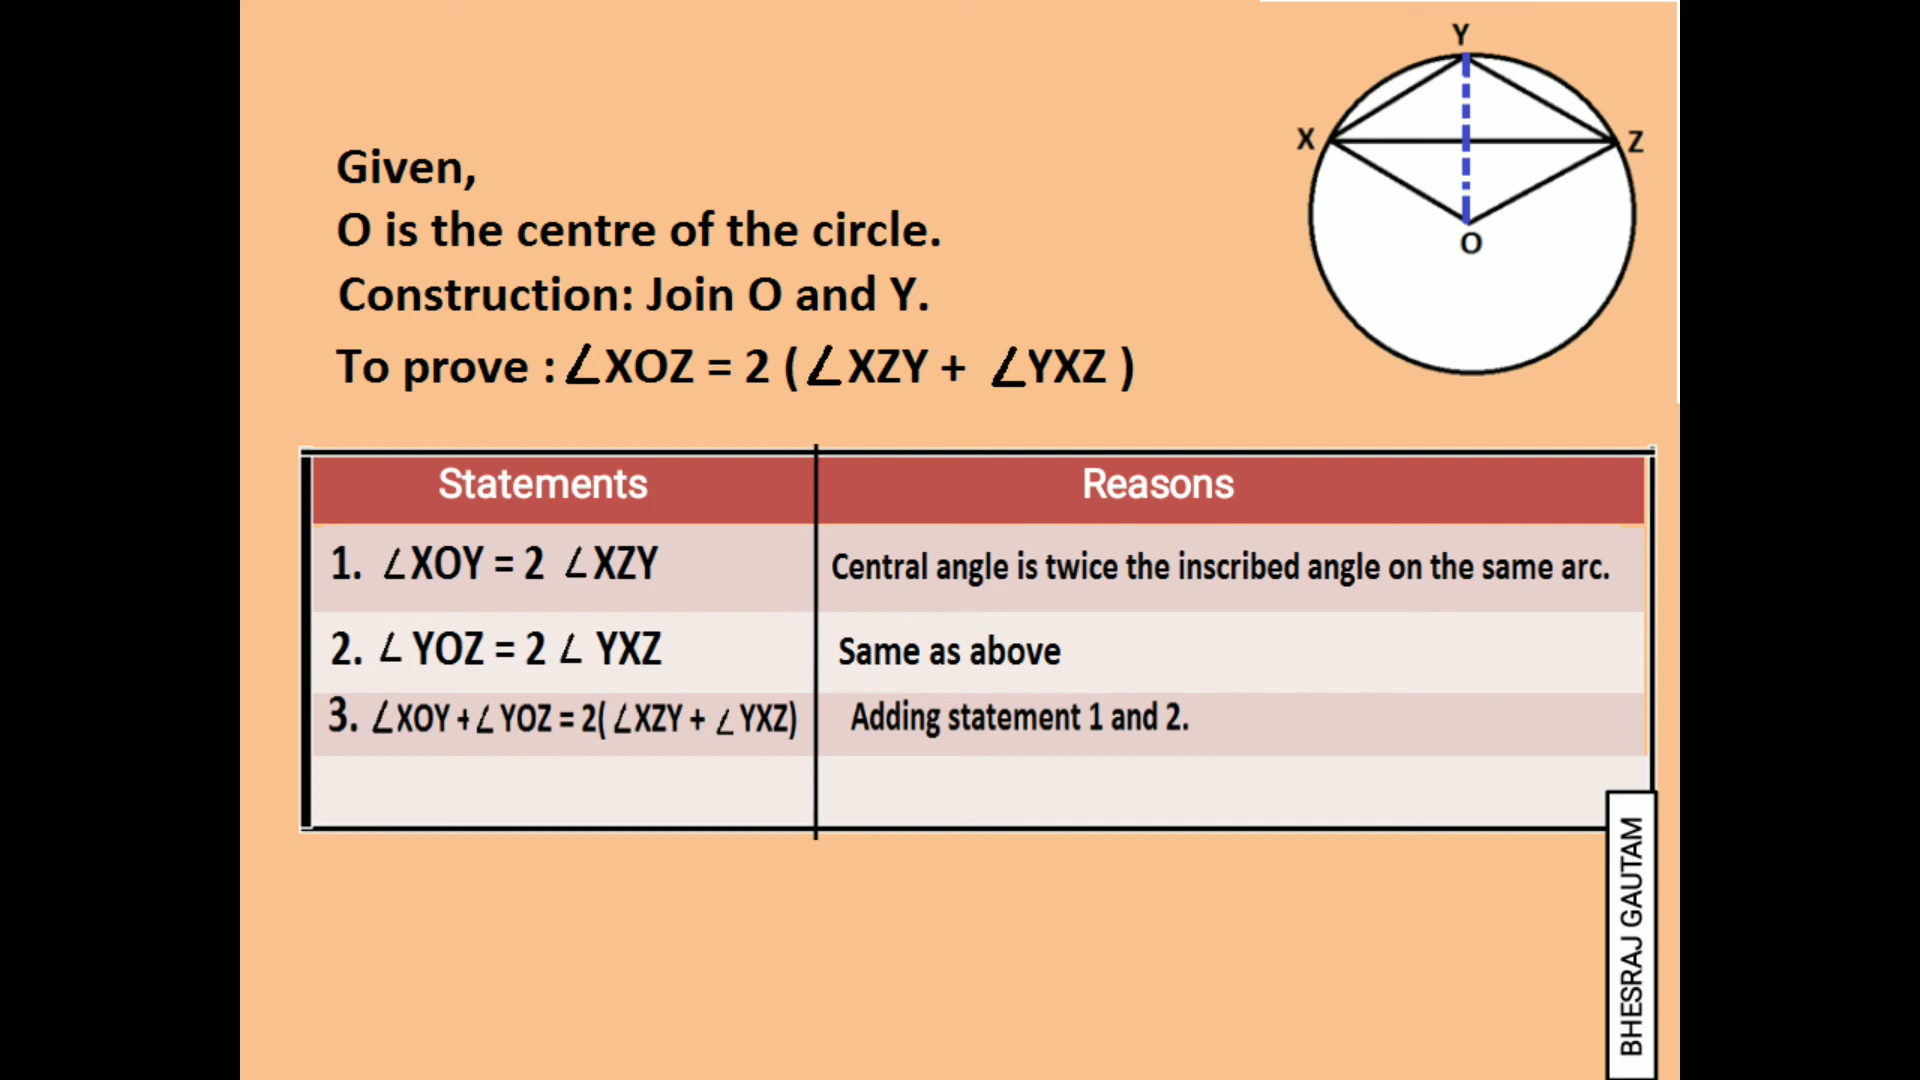 Y
X
Z
O
Given,
O is the centre of the circle.
Construction: Join O and Y.
To prove : ∠XOZ = 2 ( ∠XZY + ∠YXZ )
Statements
Reasons
1. ∠XOY = 2 ∠XZY
Central angle is twice the inscribed angle on the same arc.
2. ∠ YOZ = 2 ∠ YXZ
Same as above
3. ∠XOY + ∠ YOZ = 2( ∠XZY + ∠ YXZ)
Adding statement 1 and 2.
BHESRAJ GAUTAM